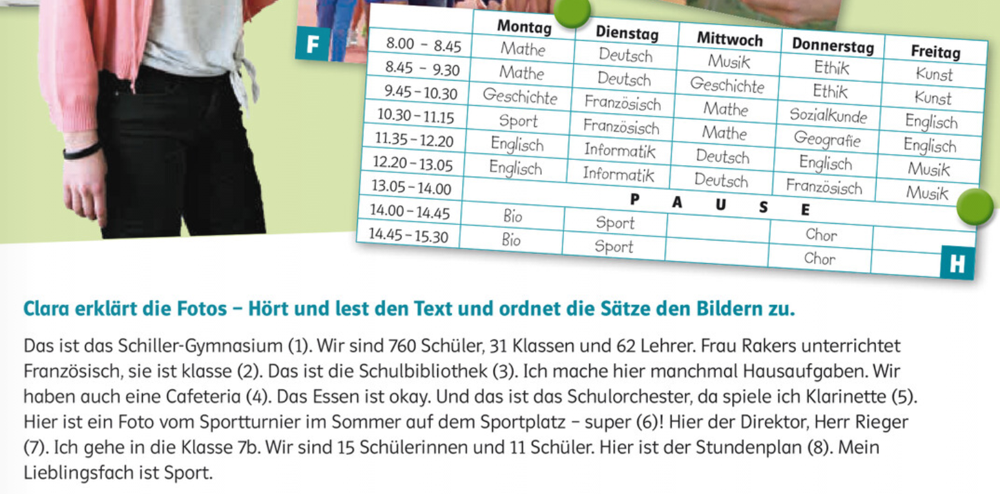 F
Montag Dienstag Mittwoch Donnerstag Freitag
8.00 – 8.45 Mathe Deutsch Musik Ethik Kunst
8.45 – 9.30 Mathe Deutsch Geschichte Ethik Kunst
9.45 – 10.30 Geschichte Französisch Mathe Sozialkunde Englisch
10.30 – 11.15 Sport Französisch Mathe Geografie Englisch
11.35 – 12.20 Englisch Informatik Deutsch Englisch Musik
12.20 – 13.05 Englisch Informatik Deutsch Französisch Musik
13.05 – 14.00 P A U S E
14.00 – 14.45 Bio Sport Chor
14.45 – 15.30 Bio Sport Chor
H
Clara erklärt die Fotos – Hört und lest den Text und ordnet die Sätze den Bildern zu.
Das ist das Schiller-Gymnasium (1). Wir sind 760 Schüler, 31 Klassen und 62 Lehrer. Frau Rakers unterrichtet
Französisch, sie ist klasse (2). Das ist die Schulbibliothek (3). Ich mache hier manchmal Hausaufgaben. Wir
haben auch eine Cafeteria (4). Das Essen ist okay. Und das ist das Schulorchester, da spiele ich Klarinette (5).
Hier ist ein Foto vom Sportturnier im Sommer auf dem Sportplatz – super (6)! Hier der Direktor, Herr Rieger
(7). Ich gehe in die Klasse 7b. Wir sind 15 Schülerinnen und 11 Schüler. Hier ist der Stundenplan (8). Mein
Lieblingsfach ist Sport.